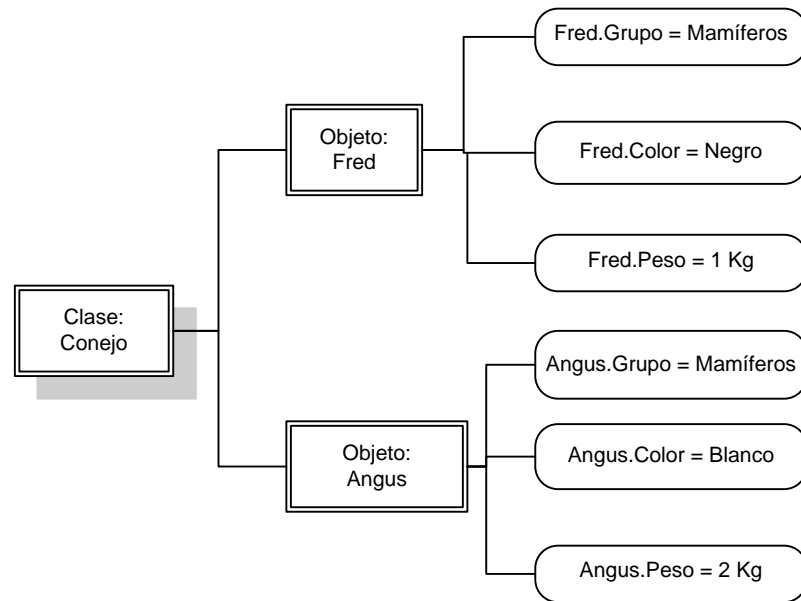 Clase:
Conejo
Objeto:
Fred
Fred.Grupo = Mamíferos
Fred.Color = Negro
Fred.Peso = 1 Kg
Objeto:
Angus
Angus.Grupo = Mamíferos
Angus.Color = Blanco
Angus.Peso = 2 Kg